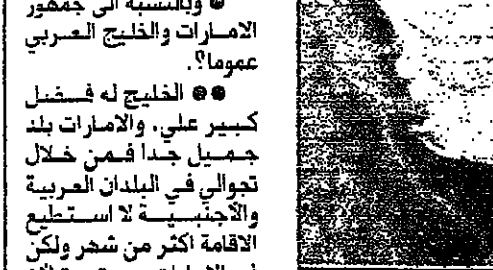 ● وبالنسبة الى جمهور
الامارات والخليج العربي
عموما؟.
●● الخليج له فضل
كبير علي. والامارات بلد
جميل جدا فمن خلال
تجوالي في البلدان العربية
والأجنبية لا استطيع
الاقامة اكثر من شهر ولكن